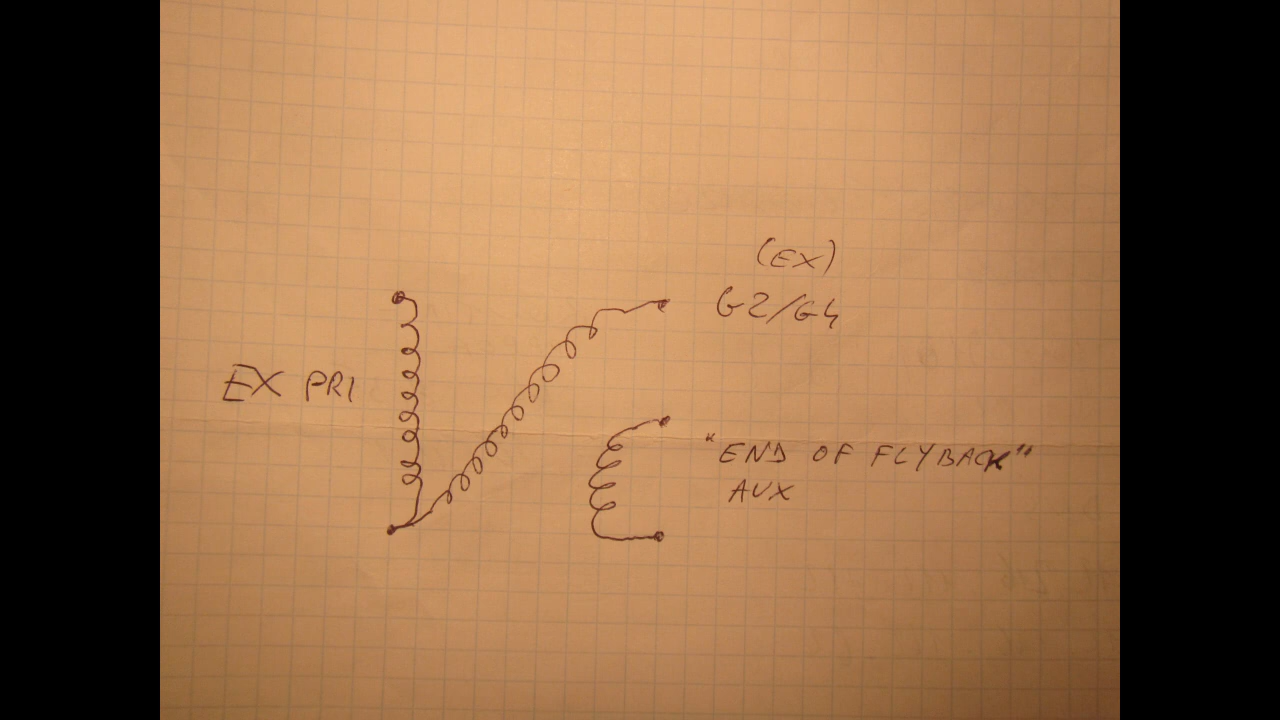 (EX)
G2/G4
EX PRI
"END OF FLYBACK"
AUX